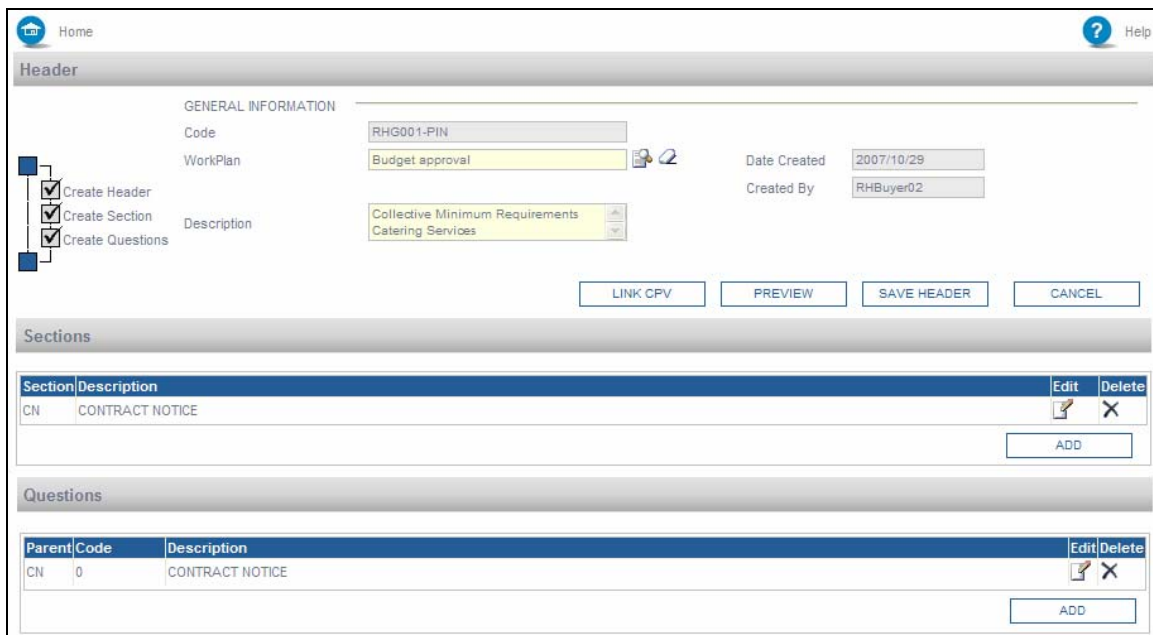 Home
? Help
Header
GENERAL INFORMATION
Code RHG001-PIN
WorkPlan Budget approval Date Created 2007/10/29
Created By RHBuyer02
Create Header
Create Section
Create Questions
Description Collective Minimum Requirements
Catering Services
LINK CPV PREVIEW SAVE HEADER CANCEL
Sections
Section Description Edit Delete
CN CONTRACT NOTICE
ADD
Questions
Parent Code Description Edit Delete
CN 0 CONTRACT NOTICE
ADD